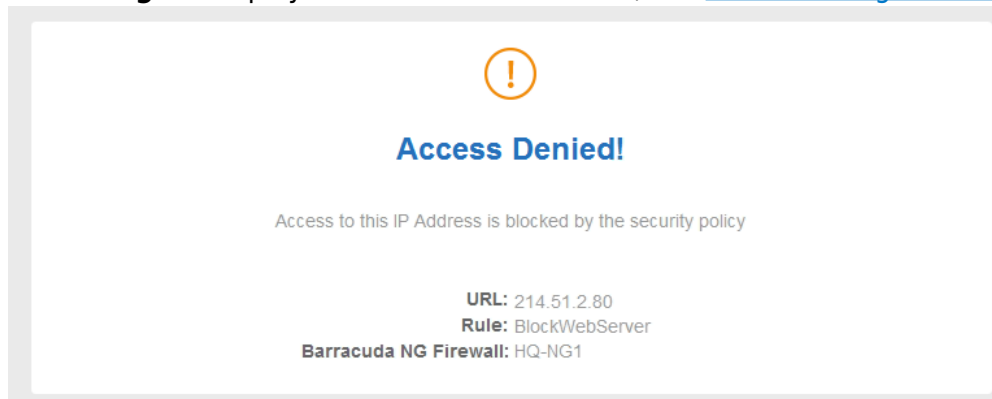 !
Access Denied!
Access to this IP Address is blocked by the security policy
URL: 214.51.2.80
Rule: BlockWebServer
Barracuda NG Firewall: HQ-NG1